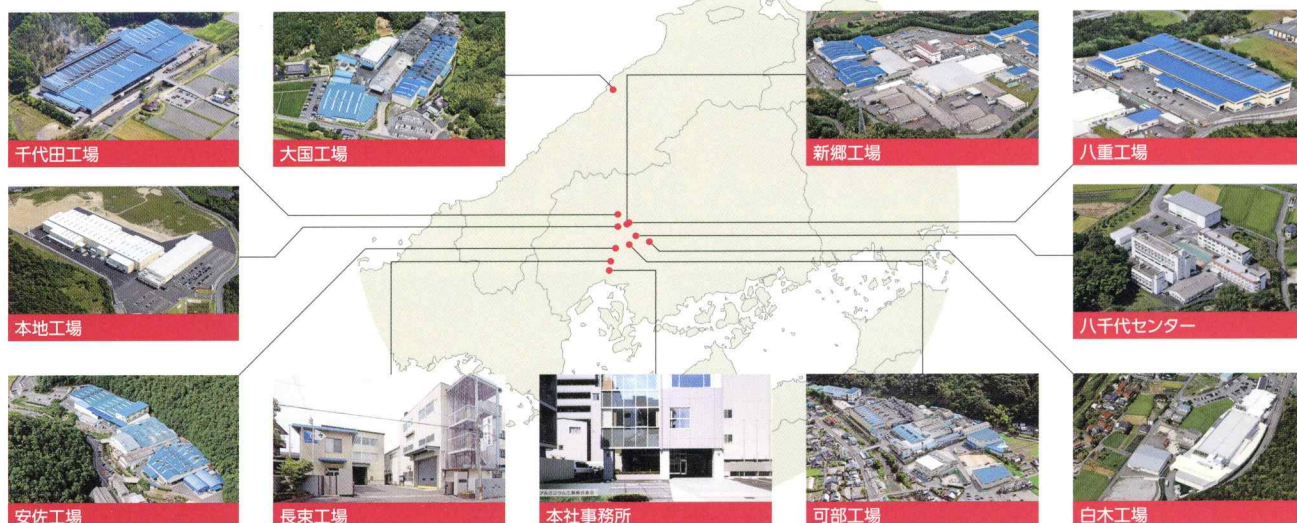 千代田工場
大国工場
新郷工場
八重工場
本地工場
八千代センター
安佐工場
長束工場
本社事務所
可部工場
白木工場